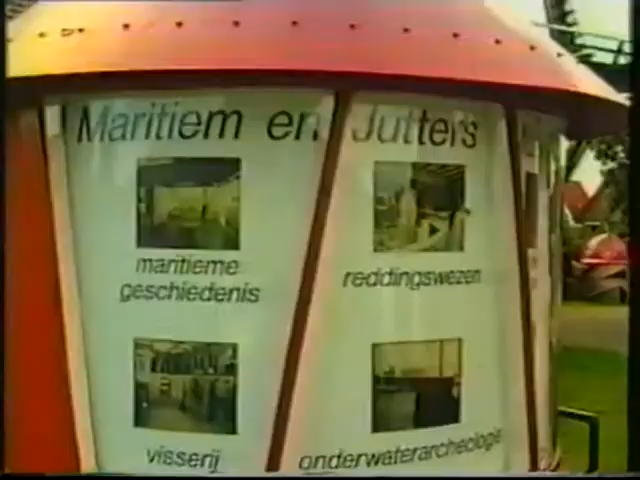 Maritiem en Jutters
maritieme
geschiedenis
reddingswezen
visserij
onderwaterarcheologie